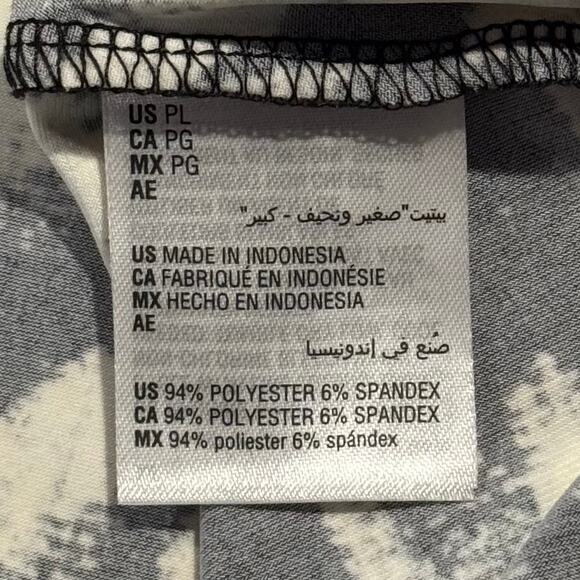 US PL
CA PG
MX PG
AE
بيتيت"صغير ونحيف - كبير"
US MADE IN INDONESIA
CA FABRIQUÉ EN INDONÉSIE
MX HECHO EN INDONESIA
AE
صُنع في إندونيسيا
US 94% POLYESTER 6% SPANDEX
CA 94% POLYESTER 6% SPANDEX
MX 94% poliester 6% spándex